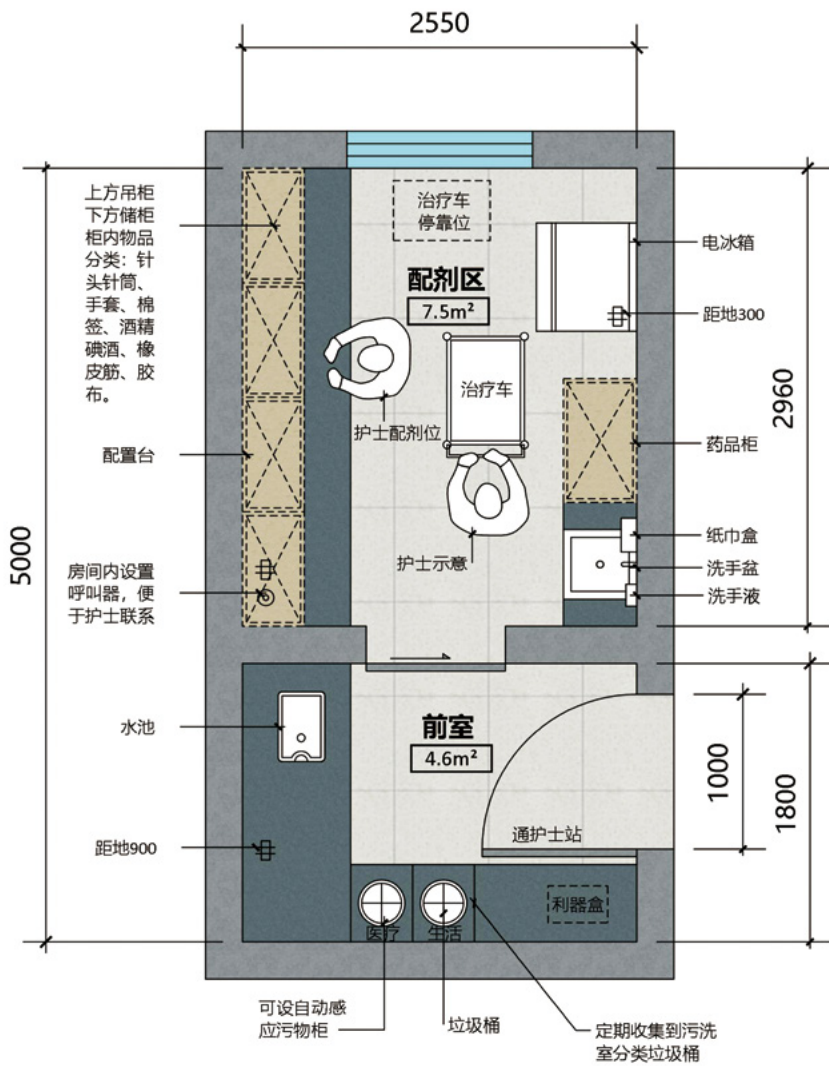 2550
上方吊柜
下方储柜
柜内物品
分类：针
头针筒、
手套、棉
签、酒精
碘酒、橡
皮筋、胶
布。
治疗车
停靠位
配剂区
7.5m²
电冰箱
距地300
治疗车
护士配剂位
2960
配置台
药品柜
5000
纸巾盒
洗手盆
洗手液
护士示意
房间内设置
呼叫器，便
于护士联系
水池
前室
4.6m²
1000
1800
通护士站
距地900
利器盒
医疗
生活
可设自动感
应污物柜
垃圾桶
定期收集到污洗
室分类垃圾桶